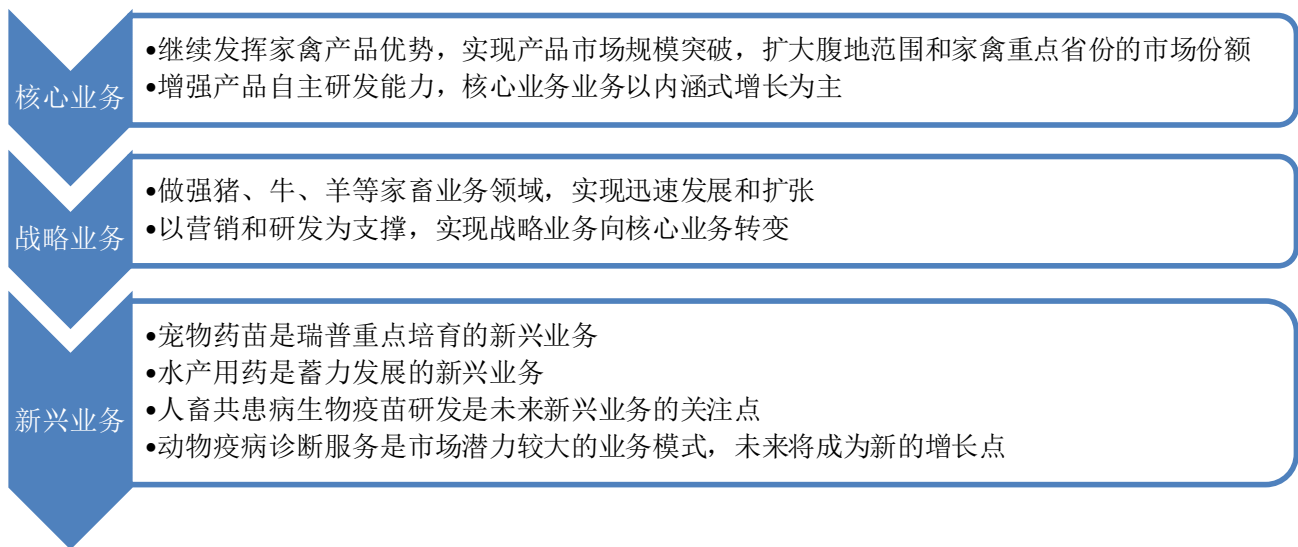 核心业务
•继续发挥家禽产品优势，实现产品市场规模突破，扩大腹地范围和家禽重点省份的市场份额
•增强产品自主研发能力，核心业务业务以内涵式增长为主
战略业务
•做强猪、牛、羊等家畜业务领域，实现迅速发展和扩张
•以营销和研发为支撑，实现战略业务向核心业务转变
新兴业务
•宠物药苗是瑞普重点培育的新兴业务
•水产用药是蓄力发展的新兴业务
•人畜共患病生物疫苗研发是未来新兴业务的关注点
•动物疫病诊断服务是市场潜力较大的业务模式，未来将成为新的增长点